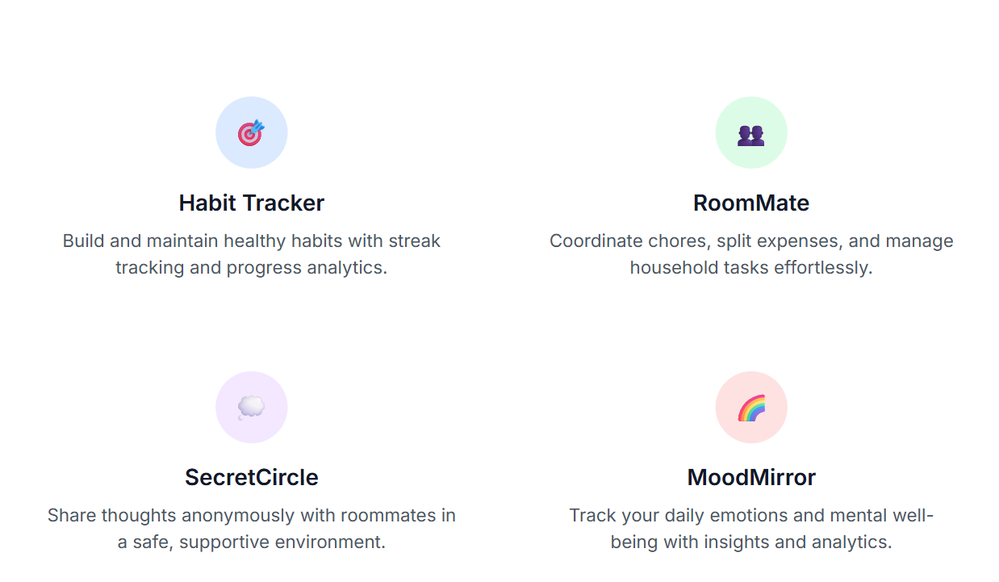 Habit Tracker
Build and maintain healthy habits with streak
tracking and progress analytics.
RoomMate
Coordinate chores, split expenses, and manage
household tasks effortlessly.
SecretCircle
Share thoughts anonymously with roommates in
a safe, supportive environment.
MoodMirror
Track your daily emotions and mental well-
being with insights and analytics.